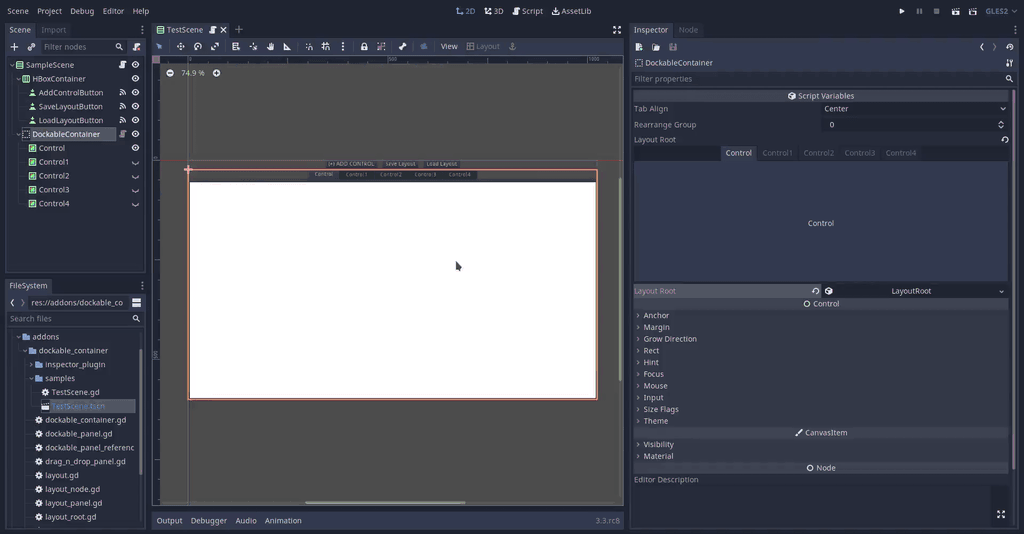 Scene Project Debug Editor Help
2D 3D Script AssetLib
GLES2
Scene Import
Filter nodes
SampleScene
HBoxContainer
AddControlButton
SaveLayoutButton
LoadLayoutButton
DockableContainer
Control
Control1
Control2
Control3
Control4
FileSystem
res://addons/dockable_co
Search files
addons
dockable_container
inspector_plugin
samples
TestScene.gd
TestScene.tscn
dockable_container.gd
dockable_panel.gd
dockable_panel_referenc
drag_n_drop_panel.gd
layout.gd
layout_node.gd
layout_panel.gd
layout_root.gd
TestScene
View Layout
0 500 1000
74.9 %
500
[+] ADD CONTROL Save Layout Load Layout
Control Control1 Control2 Control3 Control4
Output Debugger Audio Animation
3.3.rc8
Inspector Node
DockableContainer
Filter properties
Script Variables
Tab Align Center
Rearrange Group 0
Layout Root
Control Control1 Control2 Control3 Control4
Control
Layout Root LayoutRoot
Control
Anchor
Margin
Grow Direction
Rect
Hint
Focus
Mouse
Input
Size Flags
Theme
CanvasItem
Visibility
Material
Node
Editor Description